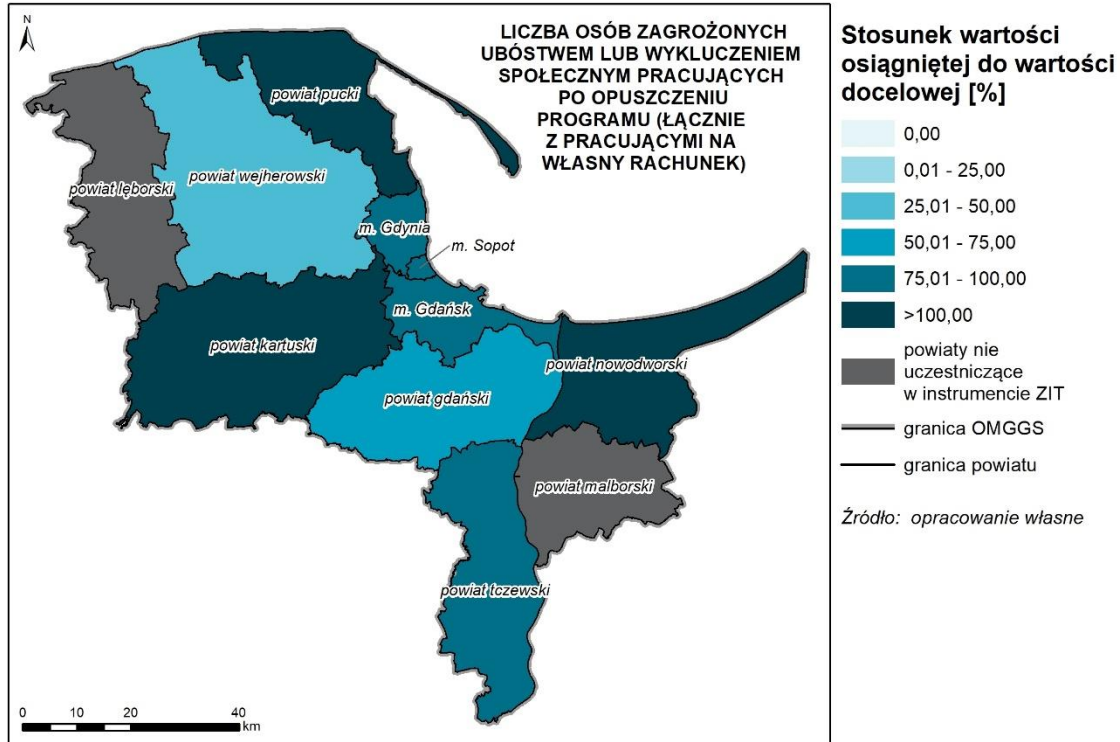 N
LICZBA OSÓB ZAGROŻONYCH
UBÓSTWEM LUB WYKLUCZENIEM
SPOŁECZNYM PRACUJĄCYCH
PO OPUSZCZENIU
PROGRAMU (ŁĄCZNIE
Z PRACUJĄCYMI NA
WŁASNY RACHUNEK)
powiat pucki
powiat lęborski
powiat wejherowski
m. Gdynia
m. Sopot
m. Gdańsk
powiat kartuski
powiat nowodworski
powiat gdański
powiat malborski
powiat tczewski
0 5 10 20 40
km
Stosunek wartości
osiągniętej do wartości
docelowej [%]
0,00
0,01 - 25,00
25,01 - 50,00
50,01 - 75,00
75,01 - 100,00
>100,00
powiaty nie
uczestniczące
w instrumencie ZIT
granica OMGGS
granica powiatu
Źródło: opracowanie własne